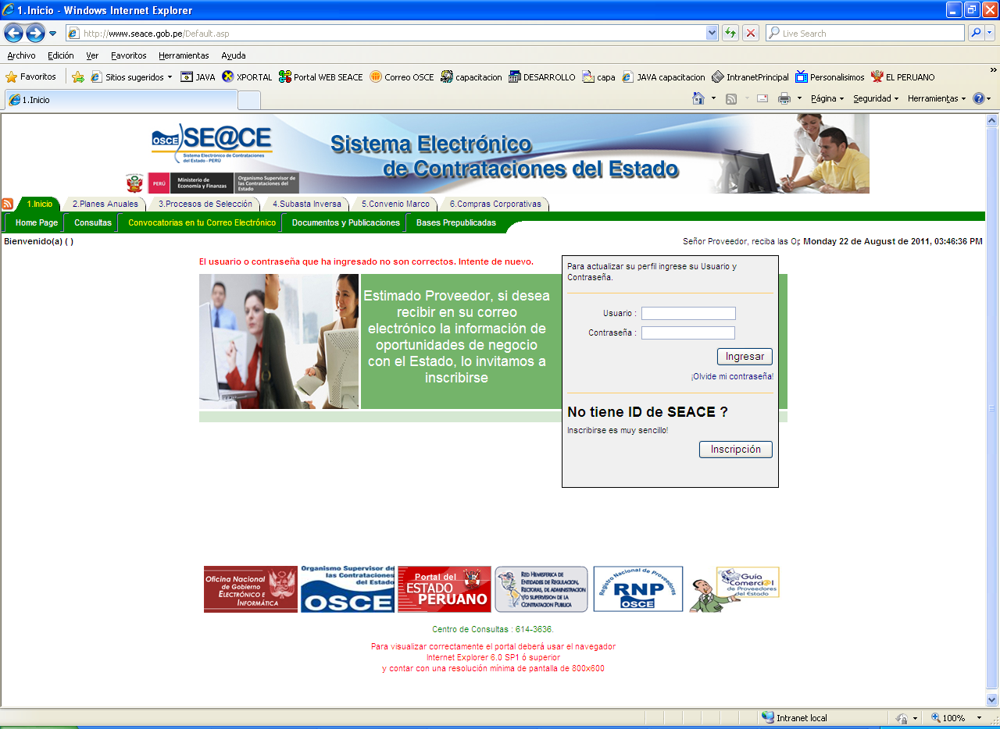 1.Inicio - Windows Internet Explorer
http://www.seace.gob.pe/Default.asp
Live Search
Archivo Edición Ver Favoritos Herramientas Ayuda
Favoritos Sitios sugeridos JAVA XPORTAL Portal WEB SEACE Correo OSCE capacitacion DESARROLLO capa JAVA capacitacion IntranetPrincipal Personalisimos EL PERUANO
1.Inicio
Página Seguridad Herramientas
OSCE SE@CE
Sistema Electrónico de Contrataciones
del Estado - PERÚ
Sistema Electrónico
de Contrataciones del Estado
PERÚ
Ministerio de
Economía y Finanzas
Organismo Supervisor de
las Contrataciones del
Estado
1.Inicio 2.Planes Anuales 3.Procesos de Selección 4.Subasta Inversa 5.Convenio Marco 6.Compras Corporativas
Home Page Consultas Convocatorias en tu Correo Electrónico Documentos y Publicaciones Bases Prepublicadas
Bienvenido(a) ( )
Señor Proveedor, reciba las Op Monday 22 de August de 2011, 03:46:36 PM
El usuario o contraseña que ha ingresado no son correctos. Intente de nuevo.
Estimado Proveedor, si desea
recibir en su correo
electrónico la información de
oportunidades de negocio
con el Estado, lo invitamos a
inscribirse
Para actualizar su perfil ingrese su Usuario y
Contraseña.
Usuario :
Contraseña :
Ingresar
¡Olvide mi contraseña!
No tiene ID de SEACE ?
Inscribirse es muy sencillo!
Inscripción
Oficina Nacional
de Gobierno
Electrónico e
Informática
Organismo Supervisor de
las Contrataciones
del Estado
OSCE
Portal del
ESTADO
PERUANO
Red Hemisferica de
Entidades de Regulacion,
Rectoras, de Administracion
y/o supervision de la
Contratacion Publica
Registro Nacional de Proveedores
RNP
OSCE
Guía
Comerci@l
de Proveedores
del Estado
Centro de Consultas : 614-3636.
Para visualizar correctamente el portal deberá usar el navegador
Internet Explorer 6.0 SP1 ó superior
y contar con una resolución mínima de pantalla de 800x600
Intranet local
100%